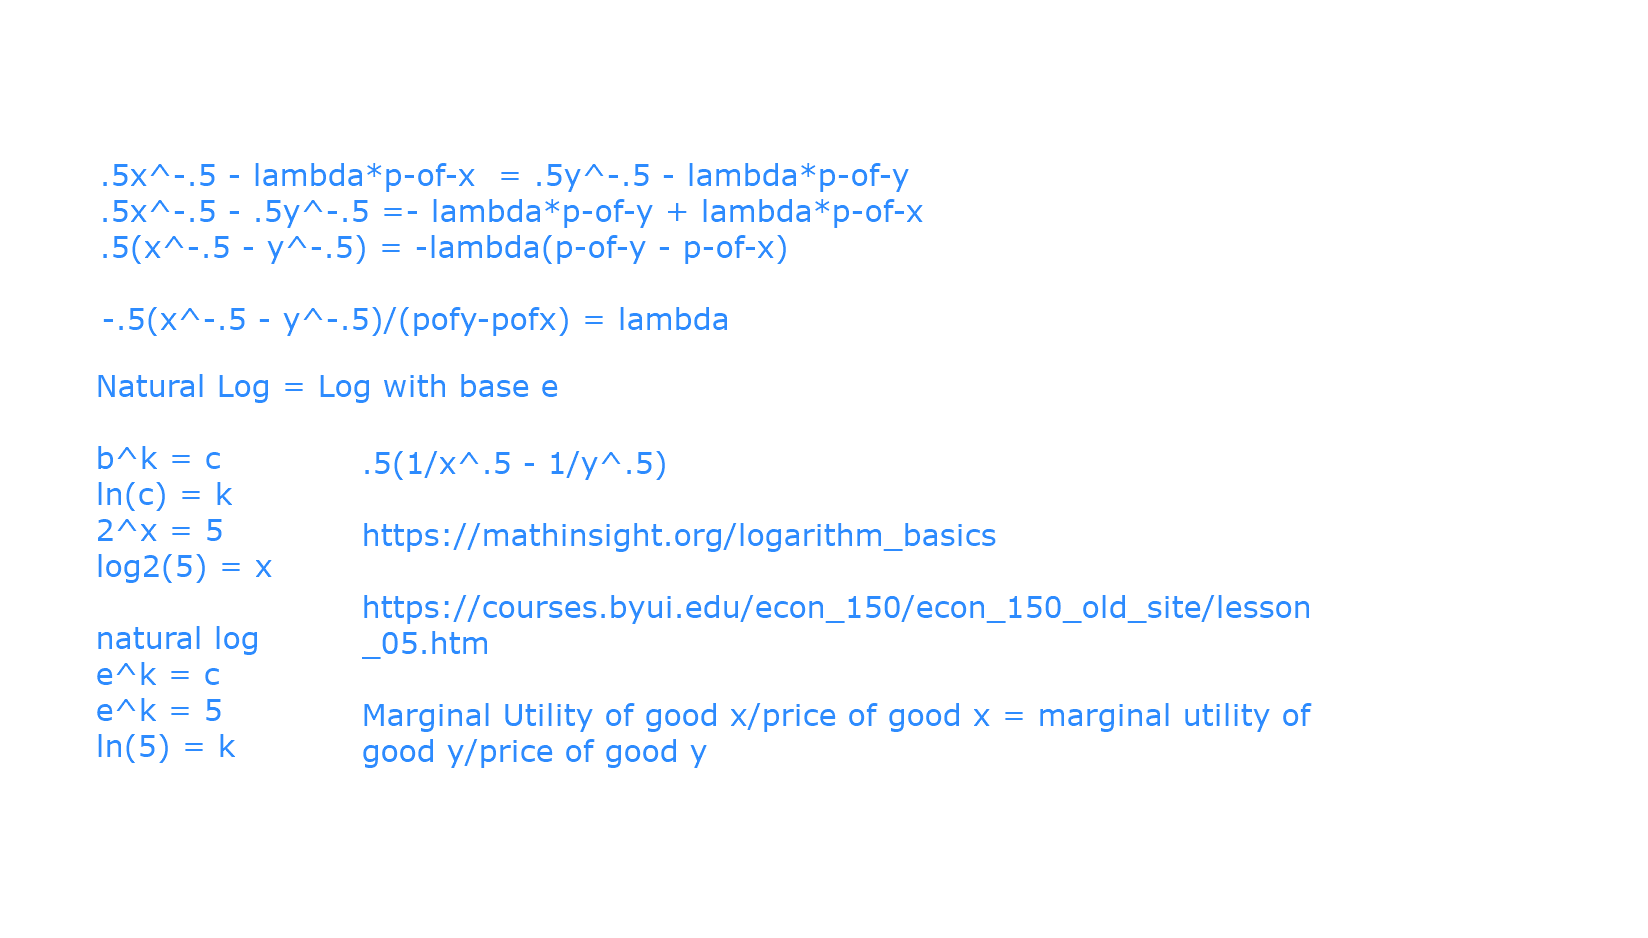 .5x^-.5 - lambda*p-of-x  = .5y^-.5 - lambda*p-of-y
.5x^-.5 - .5y^-.5 =- lambda*p-of-y + lambda*p-of-x
.5(x^-.5 - y^-.5) = -lambda(p-of-y - p-of-x)
-.5(x^-.5 - y^-.5)/(pofy-pofx) = lambda
Natural Log = Log with base e
b^k = c
ln(c) = k
2^x = 5
log2(5) = x
natural log
e^k = c
e^k = 5
ln(5) = k
.5(1/x^.5 - 1/y^.5)
https://mathinsight.org/logarithm_basics
https://courses.byui.edu/econ_150/econ_150_old_site/lesson
_05.htm
Marginal Utility of good x/price of good x = marginal utility of
good y/price of good y